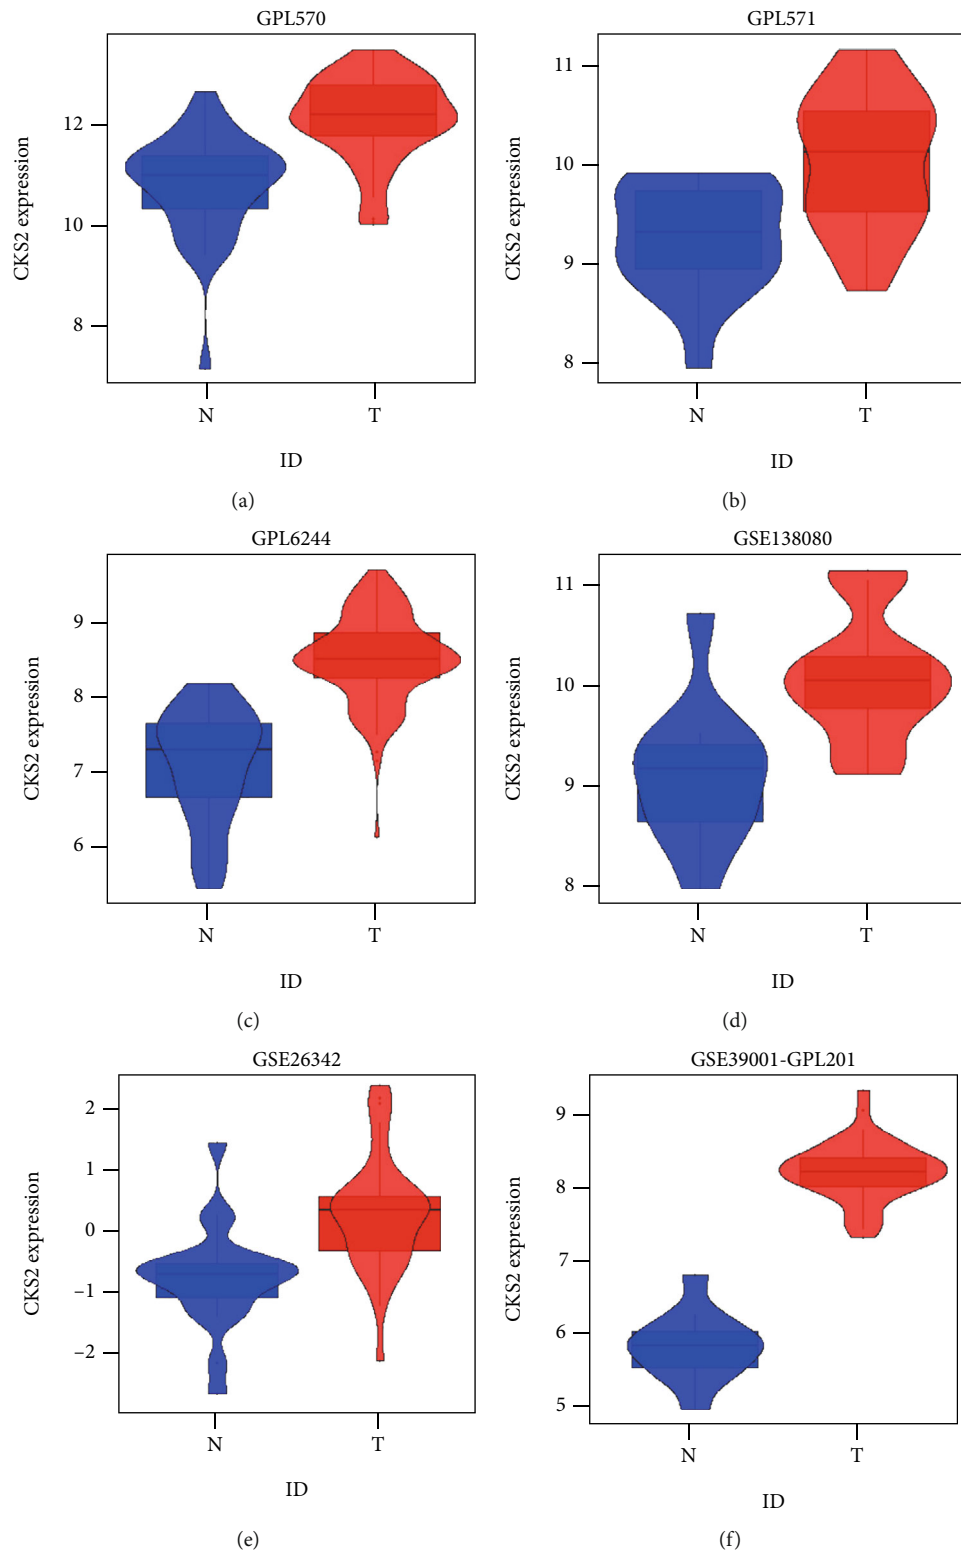 GPL570
CKS2 expression
12
10
8
N T
ID
(a)
GPL571
CKS2 expression
11
10
9
8
N T
ID
(b)
GPL6244
CKS2 expression
9
8
7
6
N T
ID
(c)
GSE138080
CKS2 expression
11
10
9
8
N T
ID
(d)
GSE26342
CKS2 expression
2
1
0
−1
−2
N T
ID
(e)
GSE39001-GPL201
CKS2 expression
9
8
7
6
5
N T
ID
(f)